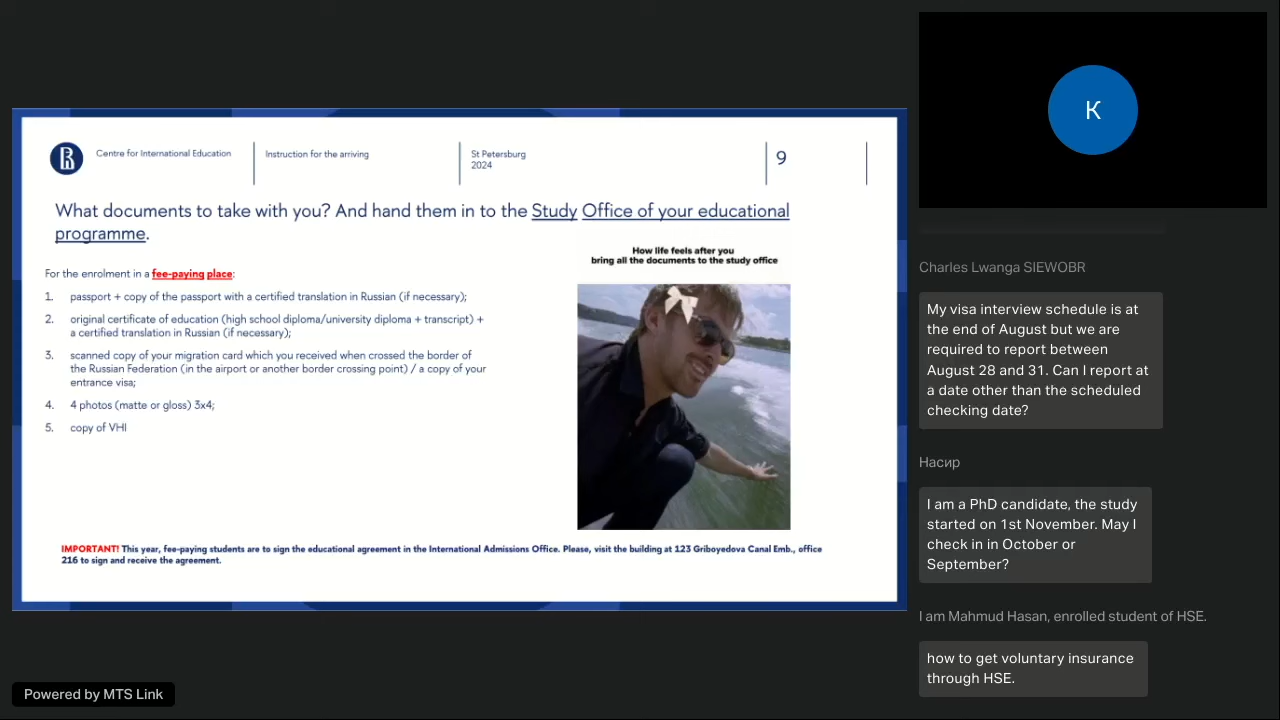 Centre for International Education
Instruction for the arriving
St Petersburg
2024
9
What documents to take with you? And hand them in to the Study Office of your educational
programme.
How life feels after you
bring all the documents to the study office
For the enrolment in a fee-paying place:
1. passport + copy of the passport with a certified translation in Russian (if necessary);
2. original certificate of education (high school diploma/university diploma + transcript) +
a certified translation in Russian (if necessary);
3. scanned copy of your migration card which you received when crossed the border of
the Russian Federation (in the airport or another border crossing point) / a copy of your
entrance visa;
4. 4 photos (matte or gloss) 3x4;
5. copy of VHI
IMPORTANT! This year, fee-paying students are to sign the educational agreement in the International Admissions Office. Please, visit the building at 123 Griboyedova Canal Emb., office
216 to sign and receive the agreement.
Powered by MTS Link
K
Charles Lwanga SIEWOBR
My visa interview schedule is at
the end of August but we are
required to report between
August 28 and 31. Can I report at
a date other than the scheduled
checking date?
Насир
I am a PhD candidate, the study
started on 1st November. May I
check in in October or
September?
I am Mahmud Hasan, enrolled student of HSE.
how to get voluntary insurance
through HSE.